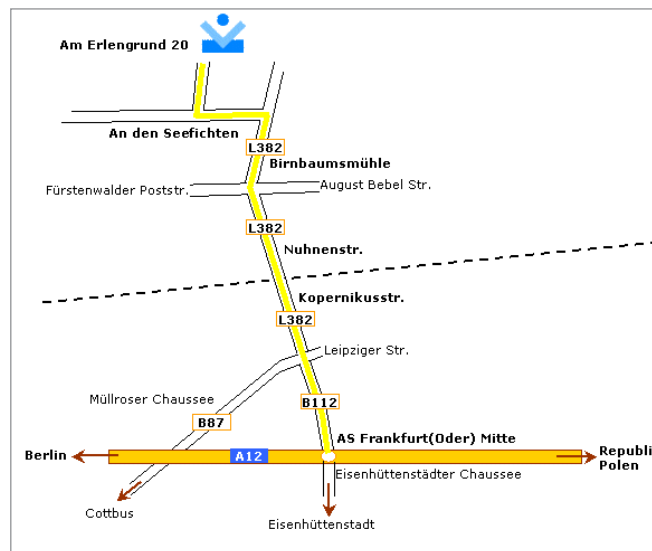 Am Erlengrund 20
An den Seefichten
L382
Birnbaumsmühle
Fürstenwalder Poststr.
August Bebel Str.
L382
Nuhnenstr.
Kopernikusstr.
L382
Leipziger Str.
Müllroser Chaussee
B112
B87
AS Frankfurt(Oder) Mitte
Berlin
A12
Republi
Polen
Eisenhüttenstädter Chaussee
Cottbus
Eisenhüttenstadt